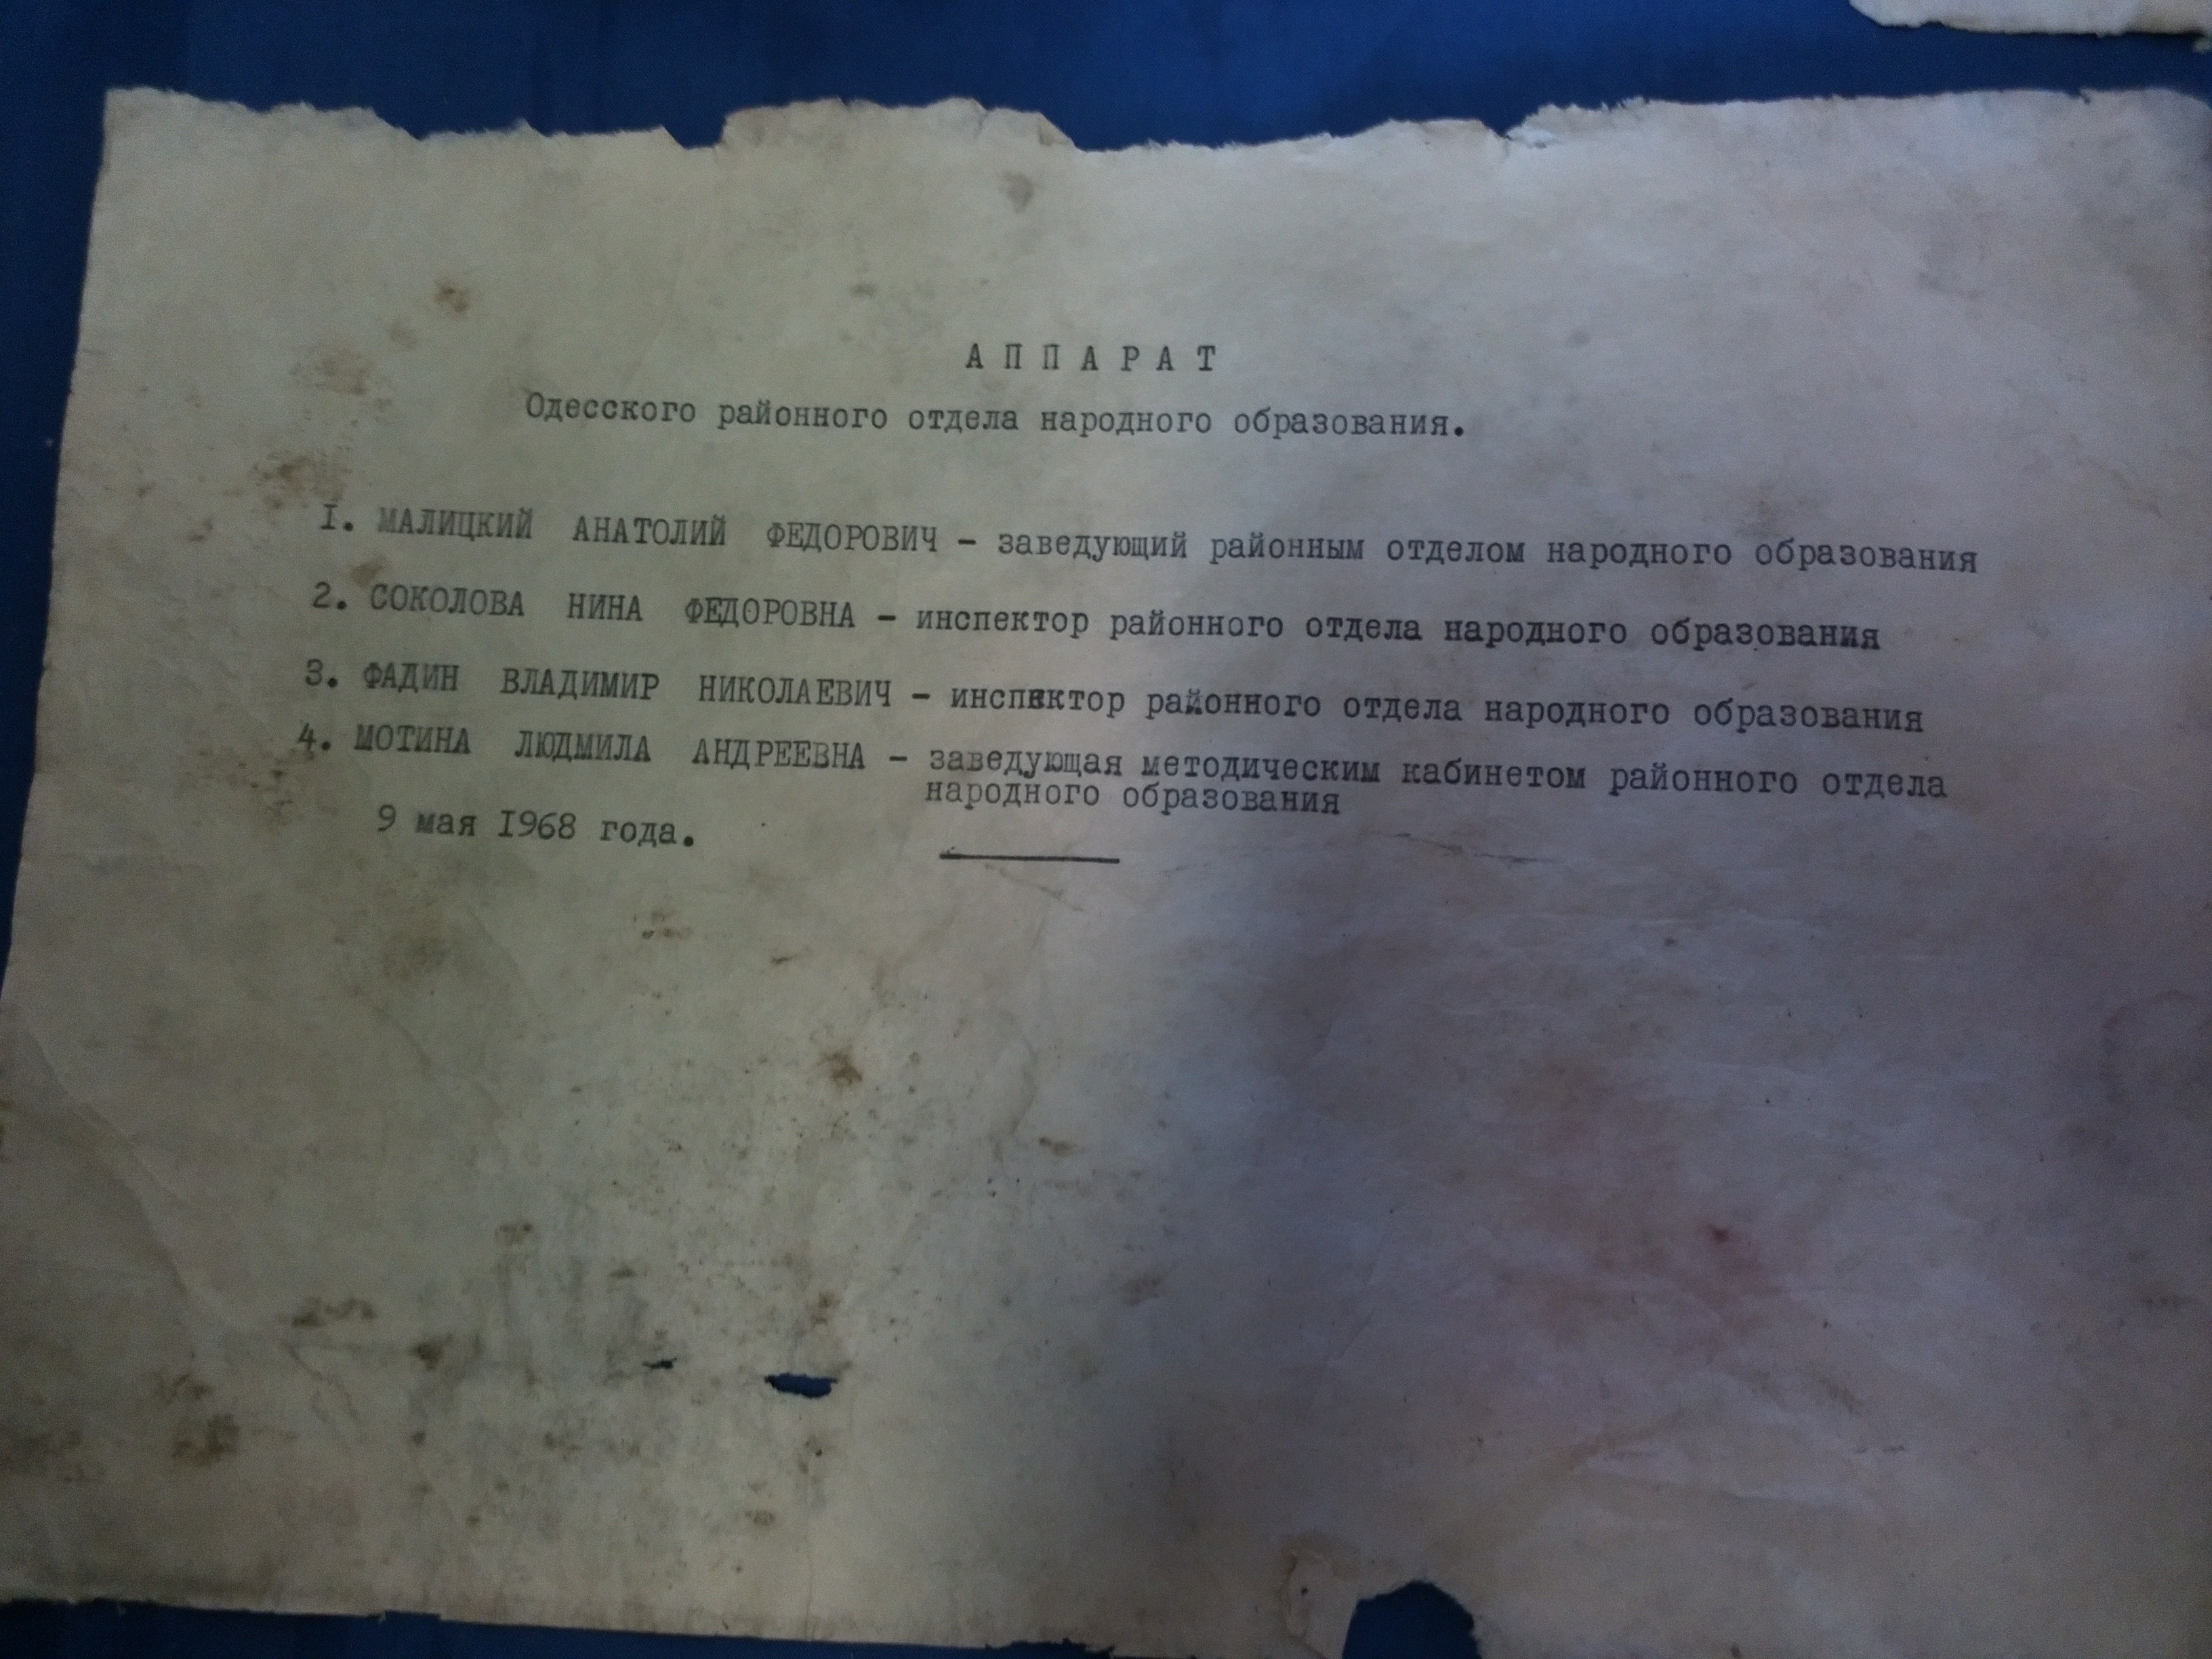 АППАРАТ
Одесского районного отдела народного образования.
I. МАЛИЦКИЙ АНАТОЛИЙ ФЕДОРОВИЧ – заведующий районным отделом народного образования
2. СОКОЛОВА НИНА ФЕДОРОВНА – инспектор районного отдела народного образования
3. ФАДИН ВЛАДИМИР НИКОЛАЕВИЧ – инспектор районного отдела народного образования
4. МОТИНА ЛЮДМИЛА АНДРЕЕВНА – заведующая методическим кабинетом районного отдела
народного образования
9 мая I968 года.